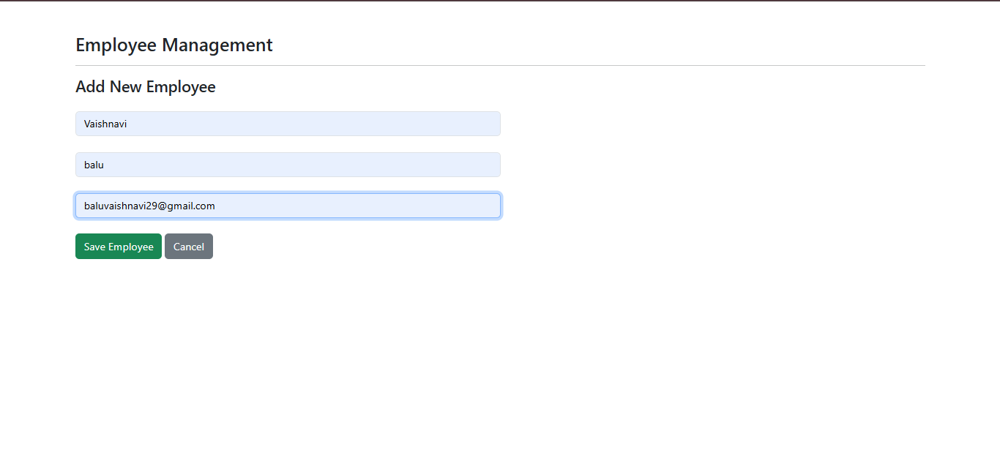 Employee Management
Add New Employee
Vaishnavi
balu
baluvaishnavi29@gmail.com
Save Employee Cancel